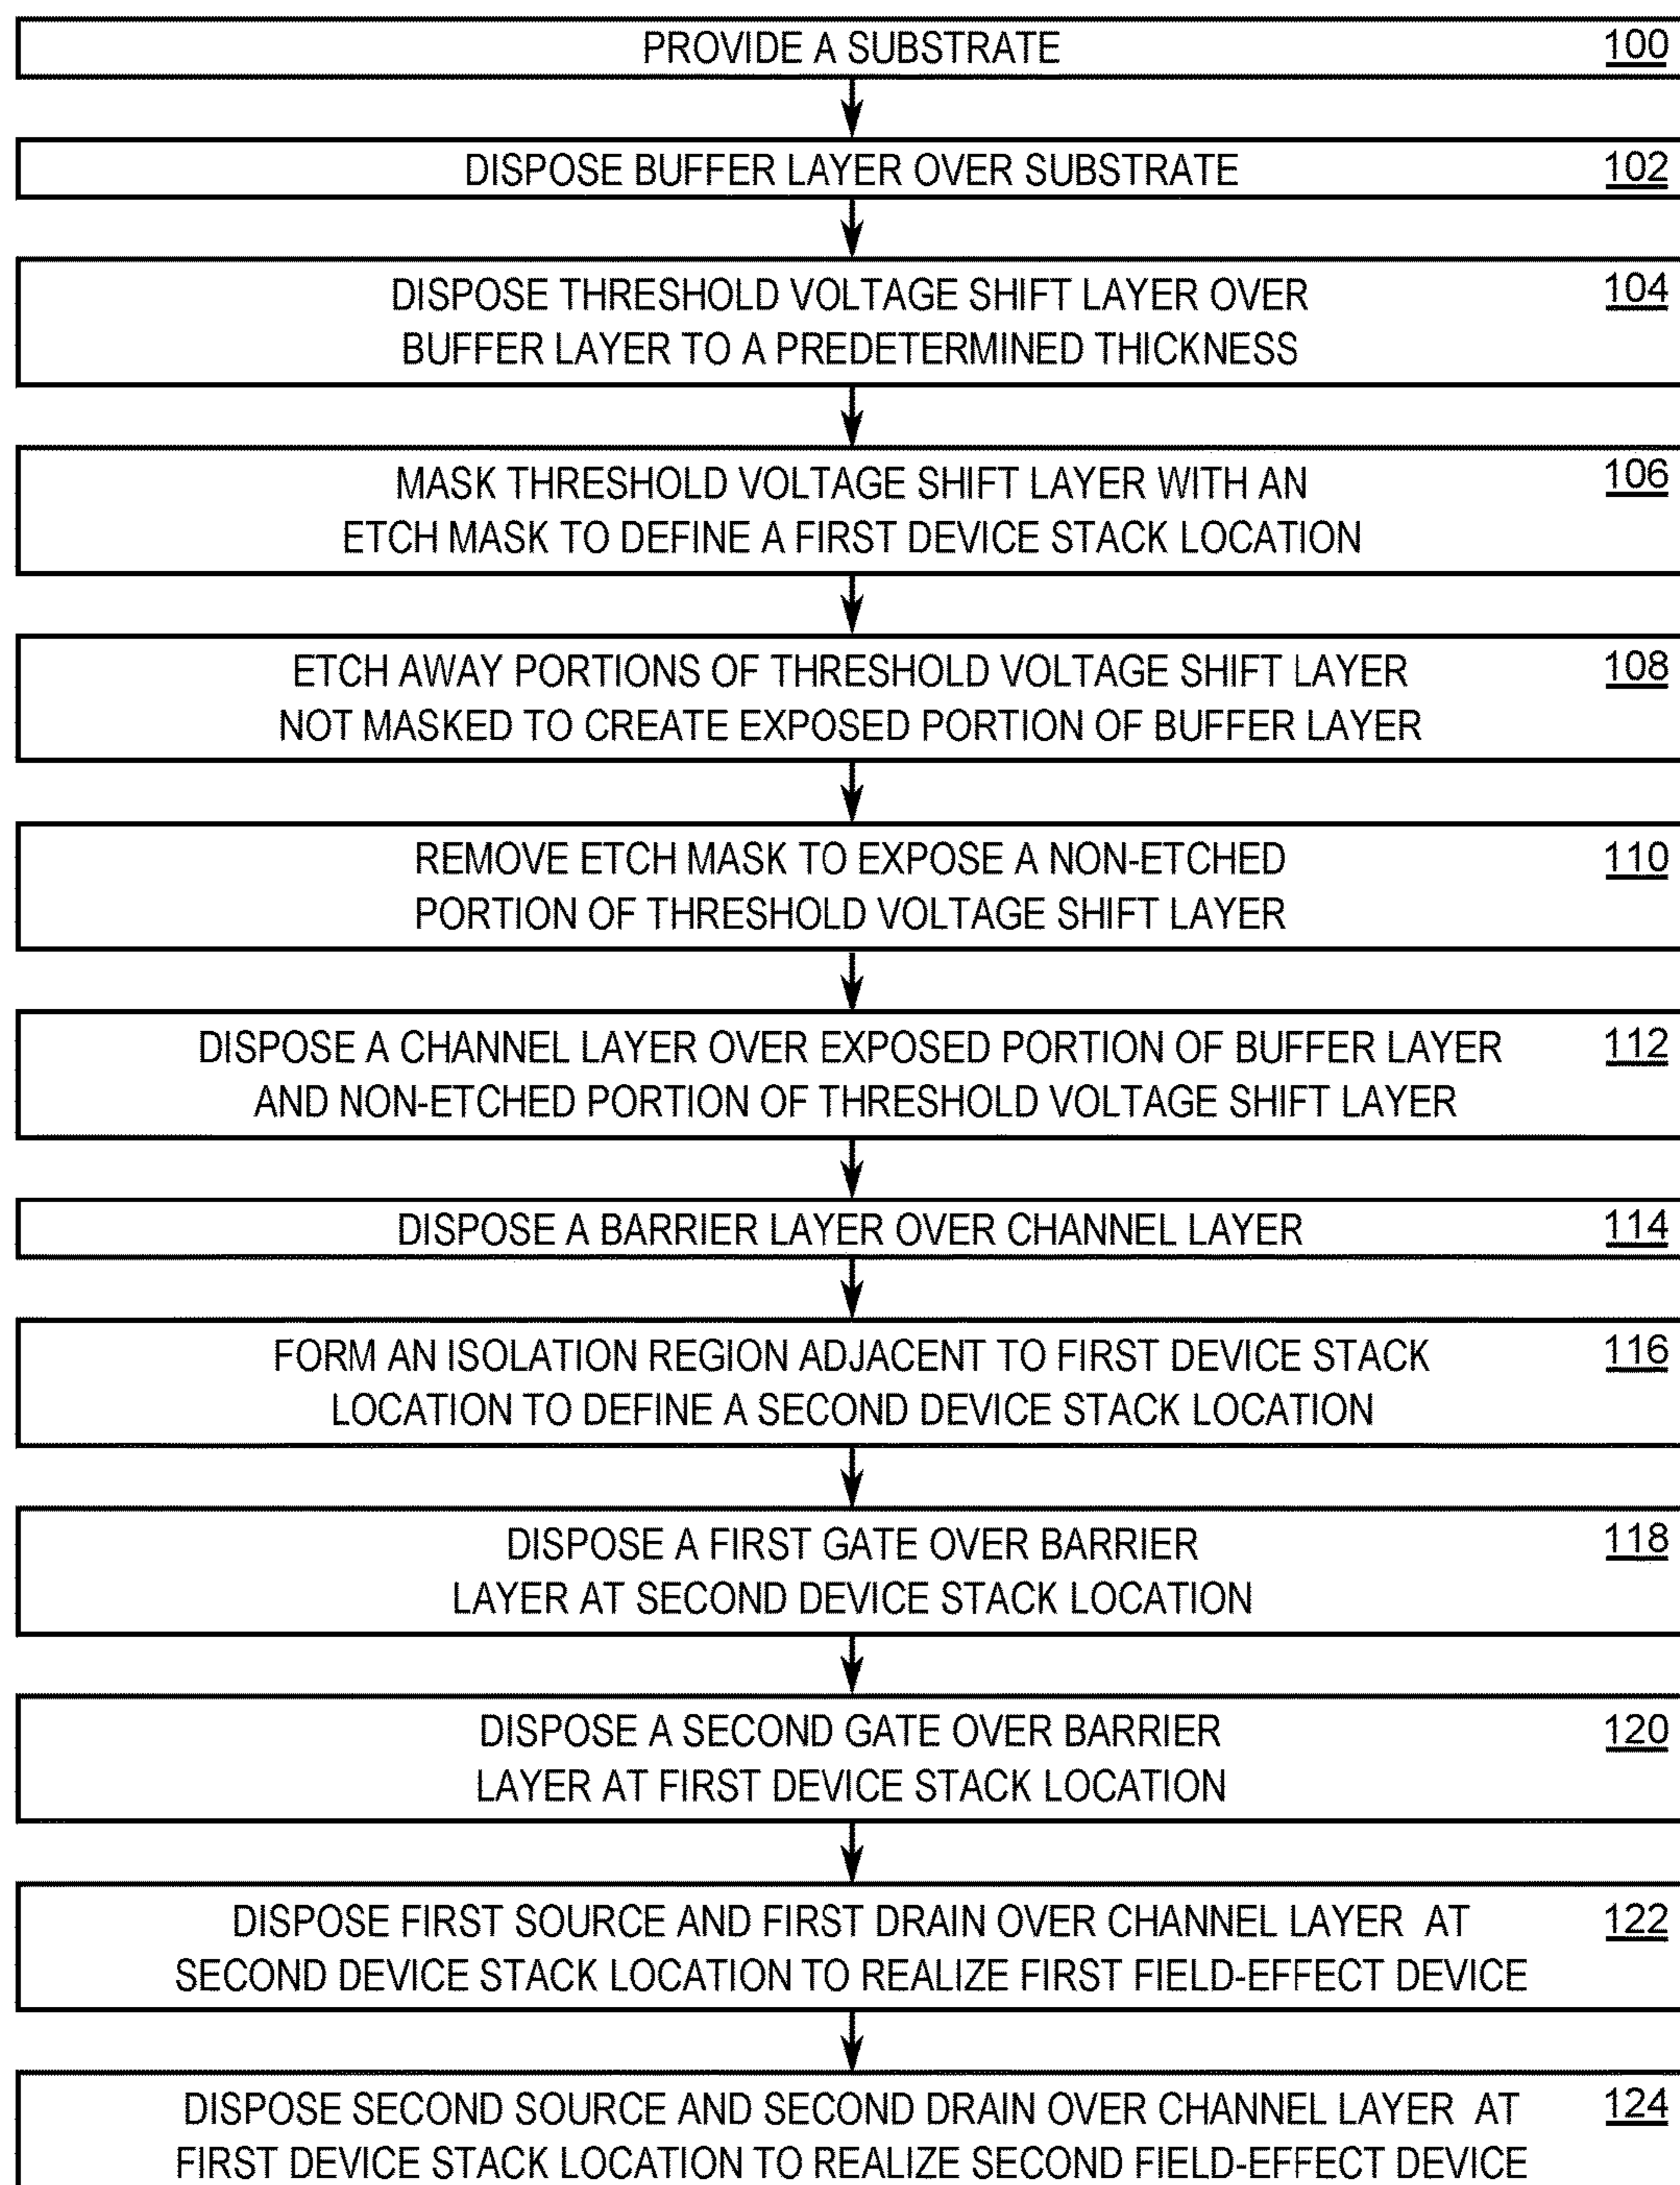 PROVIDE A SUBSTRATE 100
DISPOSE BUFFER LAYER OVER SUBSTRATE 102
DISPOSE THRESHOLD VOLTAGE SHIFT LAYER OVER 104
BUFFER LAYER TO A PREDETERMINED THICKNESS
MASK THRESHOLD VOLTAGE SHIFT LAYER WITH AN 106
ETCH MASK TO DEFINE A FIRST DEVICE STACK LOCATION
ETCH AWAY PORTIONS OF THRESHOLD VOLTAGE SHIFT LAYER 108
NOT MASKED TO CREATE EXPOSED PORTION OF BUFFER LAYER
REMOVE ETCH MASK TO EXPOSE A NON-ETCHED 110
PORTION OF THRESHOLD VOLTAGE SHIFT LAYER
DISPOSE A CHANNEL LAYER OVER EXPOSED PORTION OF BUFFER LAYER 112
AND NON-ETCHED PORTION OF THRESHOLD VOLTAGE SHIFT LAYER
DISPOSE A BARRIER LAYER OVER CHANNEL LAYER 114
FORM AN ISOLATION REGION ADJACENT TO FIRST DEVICE STACK 116
LOCATION TO DEFINE A SECOND DEVICE STACK LOCATION
DISPOSE A FIRST GATE OVER BARRIER 118
LAYER AT SECOND DEVICE STACK LOCATION
DISPOSE A SECOND GATE OVER BARRIER 120
LAYER AT FIRST DEVICE STACK LOCATION
DISPOSE FIRST SOURCE AND FIRST DRAIN OVER CHANNEL LAYER AT 122
SECOND DEVICE STACK LOCATION TO REALIZE FIRST FIELD-EFFECT DEVICE
DISPOSE SECOND SOURCE AND SECOND DRAIN OVER CHANNEL LAYER AT 124
FIRST DEVICE STACK LOCATION TO REALIZE SECOND FIELD-EFFECT DEVICE